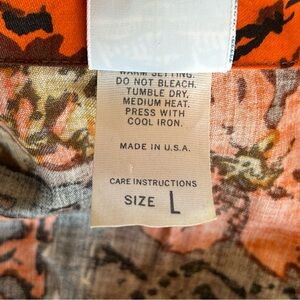 WARM SETTING.
DO NOT BLEACH.
TUMBLE DRY,
MEDIUM HEAT.
PRESS WITH
COOL IRON.
MADE IN U.S.A.
CARE INSTRUCTIONS
SIZE L